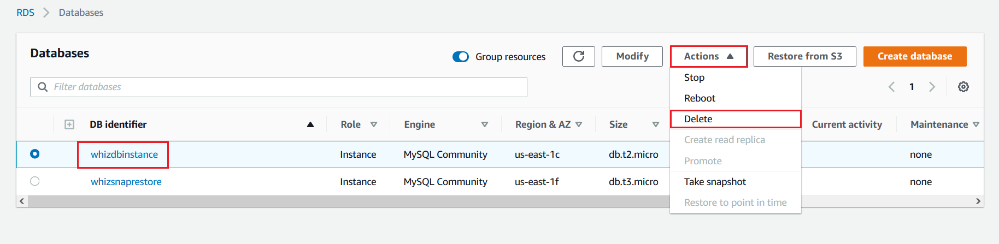 RDS > Databases
Databases
Group resources
Modify
Actions
Restore from S3
Create database
Filter databases
1
Stop
Reboot
Delete
Create read replica
Promote
Take snapshot
Restore to point in time
DB identifier Role Engine Region & AZ Size Current activity Maintenance
whizdbinstance Instance MySQL Community us-east-1c db.t2.micro none
whizsnaprestore Instance MySQL Community us-east-1f db.t3.micro none